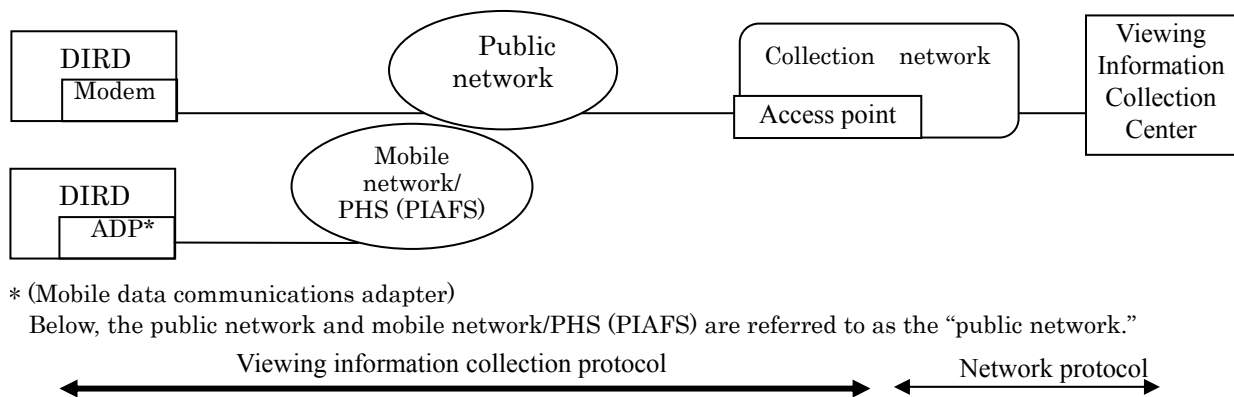 DIRD
Modem
Public
network
Collection network
Access point
Viewing
Information
Collection
Center
DIRD
ADP*
Mobile
network/
PHS (PIAFS)
* (Mobile data communications adapter)
Below, the public network and mobile network/PHS (PIAFS) are referred to as the “public network.”
Viewing information collection protocol
Network protocol